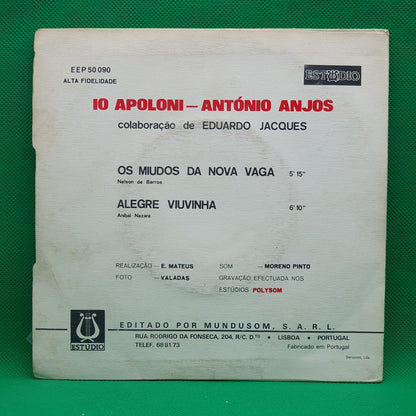 EEP 50 090
ALTA FIDELIDADE
ESTÚDIO
IO APOLONI — ANTÓNIO ANJOS
colaboração de EDUARDO JACQUES
OS MIUDOS DA NOVA VAGA 5'15"
Nelson de Barros
ALEGRE VIUVINHA 6'10"
Anibal Nazaré
REALIZAÇÃO — E. MATEUS SOM — MORENO PINTO
FOTO — VALADAS GRAVAÇÃO EFECTUADA NOS
ESTÚDIOS POLYSOM
ESTÚDIO
EDITADO POR MUNDUSOM, S. A. R. L.
RUA RODRIGO DA FONSECA, 204, R/C. D.to • LISBOA • PORTUGAL
TELEF. 68 81 73 Fabricado em Portugal